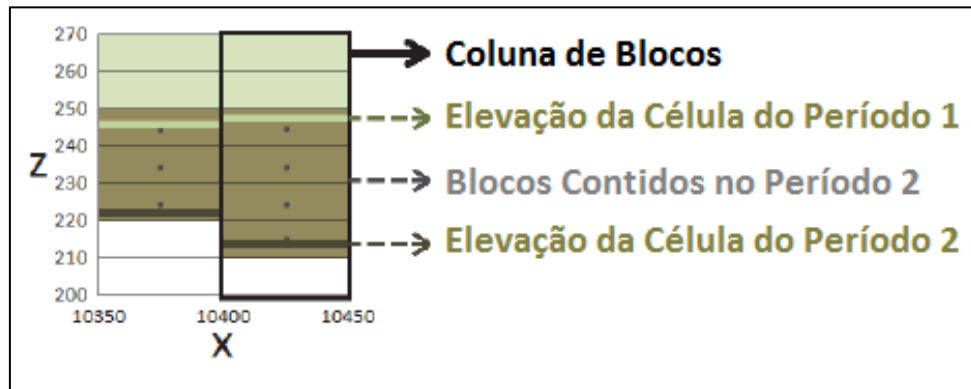 270
260
250
240
Z
230
220
210
200
10350
10400
10450
X
Coluna de Blocos
Elevação da Célula do Período 1
Blocos Contidos no Período 2
Elevação da Célula do Período 2